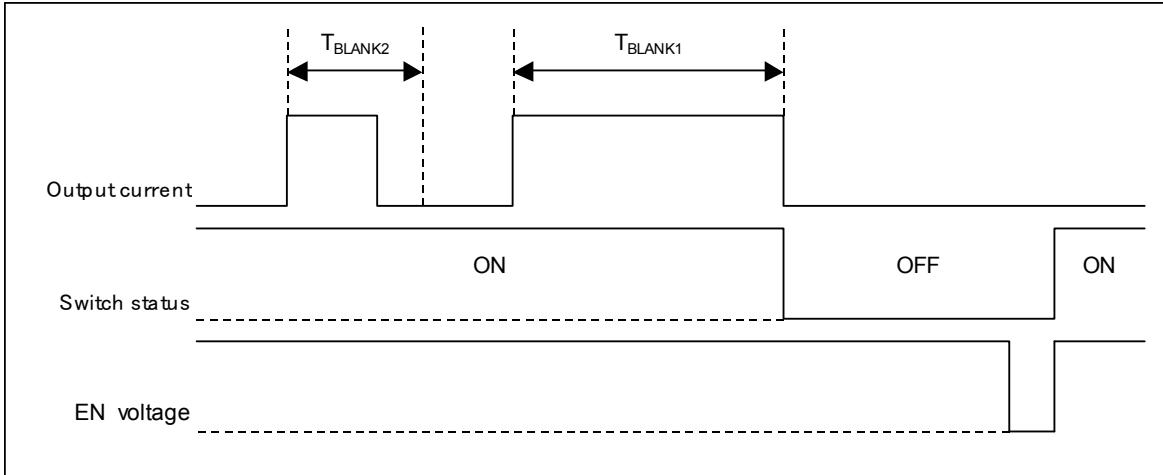 TBLANK2
TBLANK1
Output current
ON
OFF
ON
Switch status
EN voltage